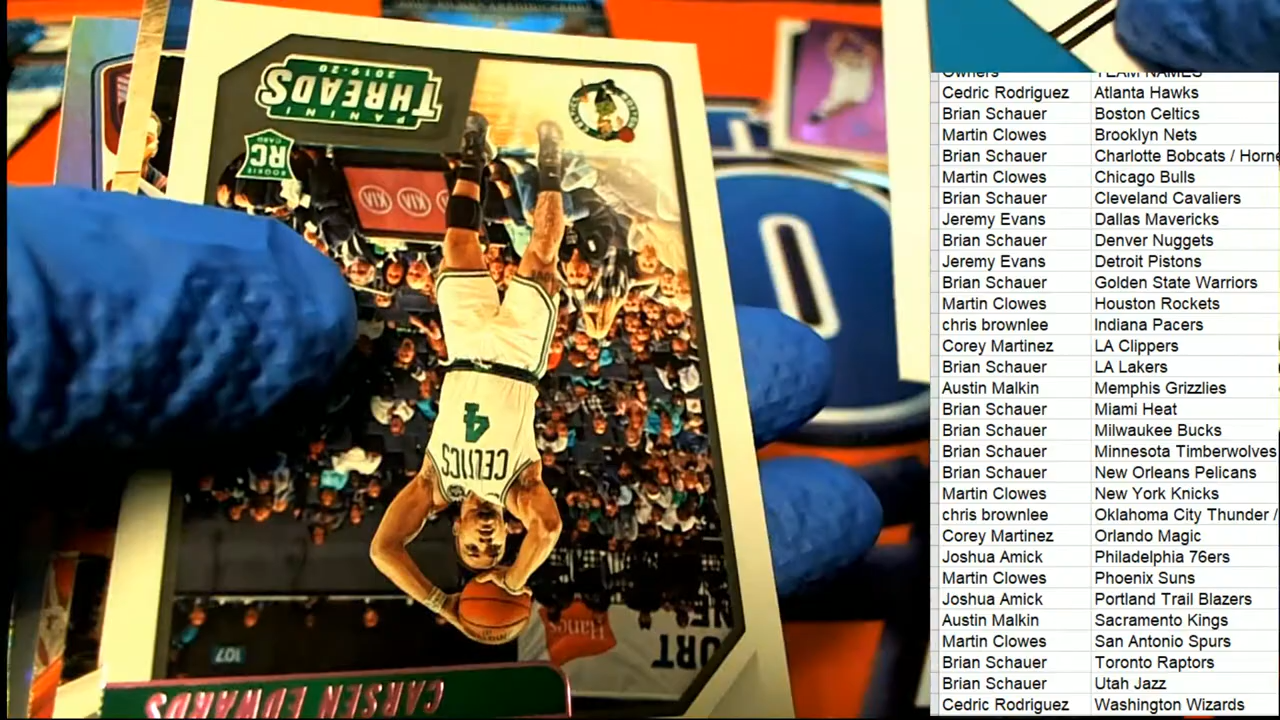 PANINI
THREADS
2019-20
RC
ROOKIE
CARD
KIA
KIA
CELTICS
4
107
CARSEN EDWARDS
Owners TEAM NAMES
Cedric Rodriguez Atlanta Hawks
Brian Schauer Boston Celtics
Martin Clowes Brooklyn Nets
Brian Schauer Charlotte Bobcats / Horne
Martin Clowes Chicago Bulls
Brian Schauer Cleveland Cavaliers
Jeremy Evans Dallas Mavericks
Brian Schauer Denver Nuggets
Jeremy Evans Detroit Pistons
Brian Schauer Golden State Warriors
Martin Clowes Houston Rockets
chris brownlee Indiana Pacers
Corey Martinez LA Clippers
Brian Schauer LA Lakers
Austin Malkin Memphis Grizzlies
Brian Schauer Miami Heat
Brian Schauer Milwaukee Bucks
Brian Schauer Minnesota Timberwolves
Brian Schauer New Orleans Pelicans
Martin Clowes New York Knicks
chris brownlee Oklahoma City Thunder /
Corey Martinez Orlando Magic
Joshua Amick Philadelphia 76ers
Martin Clowes Phoenix Suns
Joshua Amick Portland Trail Blazers
Austin Malkin Sacramento Kings
Martin Clowes San Antonio Spurs
Brian Schauer Toronto Raptors
Brian Schauer Utah Jazz
Cedric Rodriguez Washington Wizards